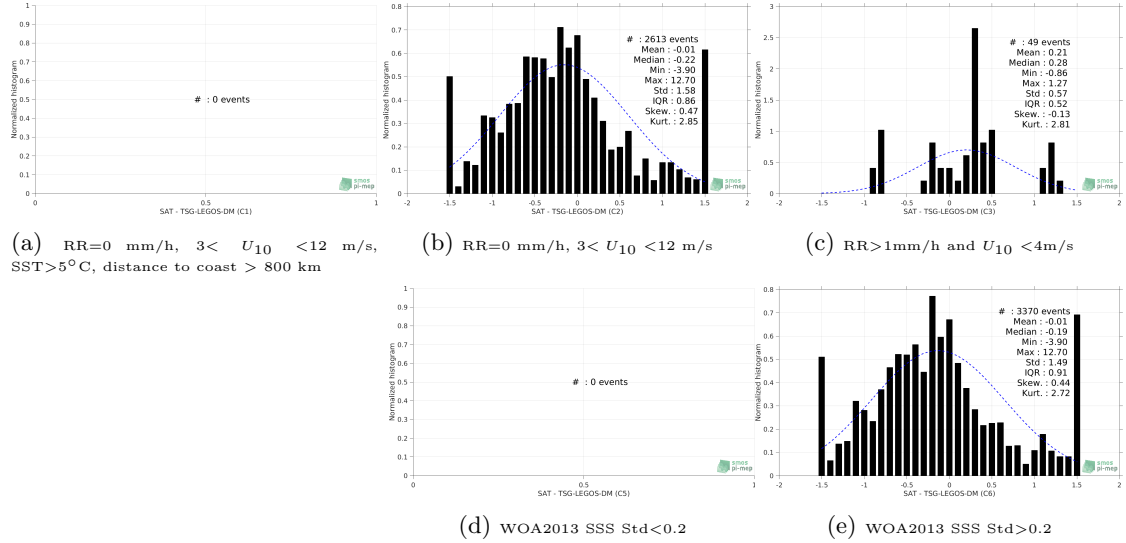 1
0.9
0.8
0.7
0.6
0.5
0.4
0.3
0.2
0.1
0
Normalized histogram
# : 0 events
0 0.5 1
SAT - TSG-LEGOS-DM (C1)
smos
pi-mep
(a) RR=0 mm/h, 3< U10 <12 m/s,
SST>5°C, distance to coast > 800 km
0.8
0.7
0.6
0.5
0.4
0.3
0.2
0.1
0
Normalized histogram
# : 2613 events
Mean : -0.01
Median : -0.22
Min : -3.90
Max : 12.70
Std : 1.58
IQR : 0.86
Skew. : 0.47
Kurt. : 2.85
-2 -1.5 -1 -0.5 0 0.5 1 1.5 2
SAT - TSG-LEGOS-DM (C2)
smos
pi-mep
(b) RR=0 mm/h, 3< U10 <12 m/s
3
2.5
2
1.5
1
0.5
0
Normalized histogram
# : 49 events
Mean : 0.21
Median : 0.28
Min : -0.86
Max : 1.27
Std : 0.57
IQR : 0.52
Skew. : -0.13
Kurt. : 2.81
-2 -1.5 -1 -0.5 0 0.5 1 1.5 2
SAT - TSG-LEGOS-DM (C3)
smos
pi-mep
(c) RR>1mm/h and U10 <4m/s
1
0.9
0.8
0.7
0.6
0.5
0.4
0.3
0.2
0.1
0
Normalized histogram
# : 0 events
0 0.5 1
SAT - TSG-LEGOS-DM (C5)
smos
pi-mep
(d) WOA2013 SSS Std<0.2
0.8
0.7
0.6
0.5
0.4
0.3
0.2
0.1
0
Normalized histogram
# : 3370 events
Mean : -0.01
Median : -0.19
Min : -3.90
Max : 12.70
Std : 1.49
IQR : 0.91
Skew. : 0.44
Kurt. : 2.72
-2 -1.5 -1 -0.5 0 0.5 1 1.5 2
SAT - TSG-LEGOS-DM (C6)
smos
pi-mep
(e) WOA2013 SSS Std>0.2